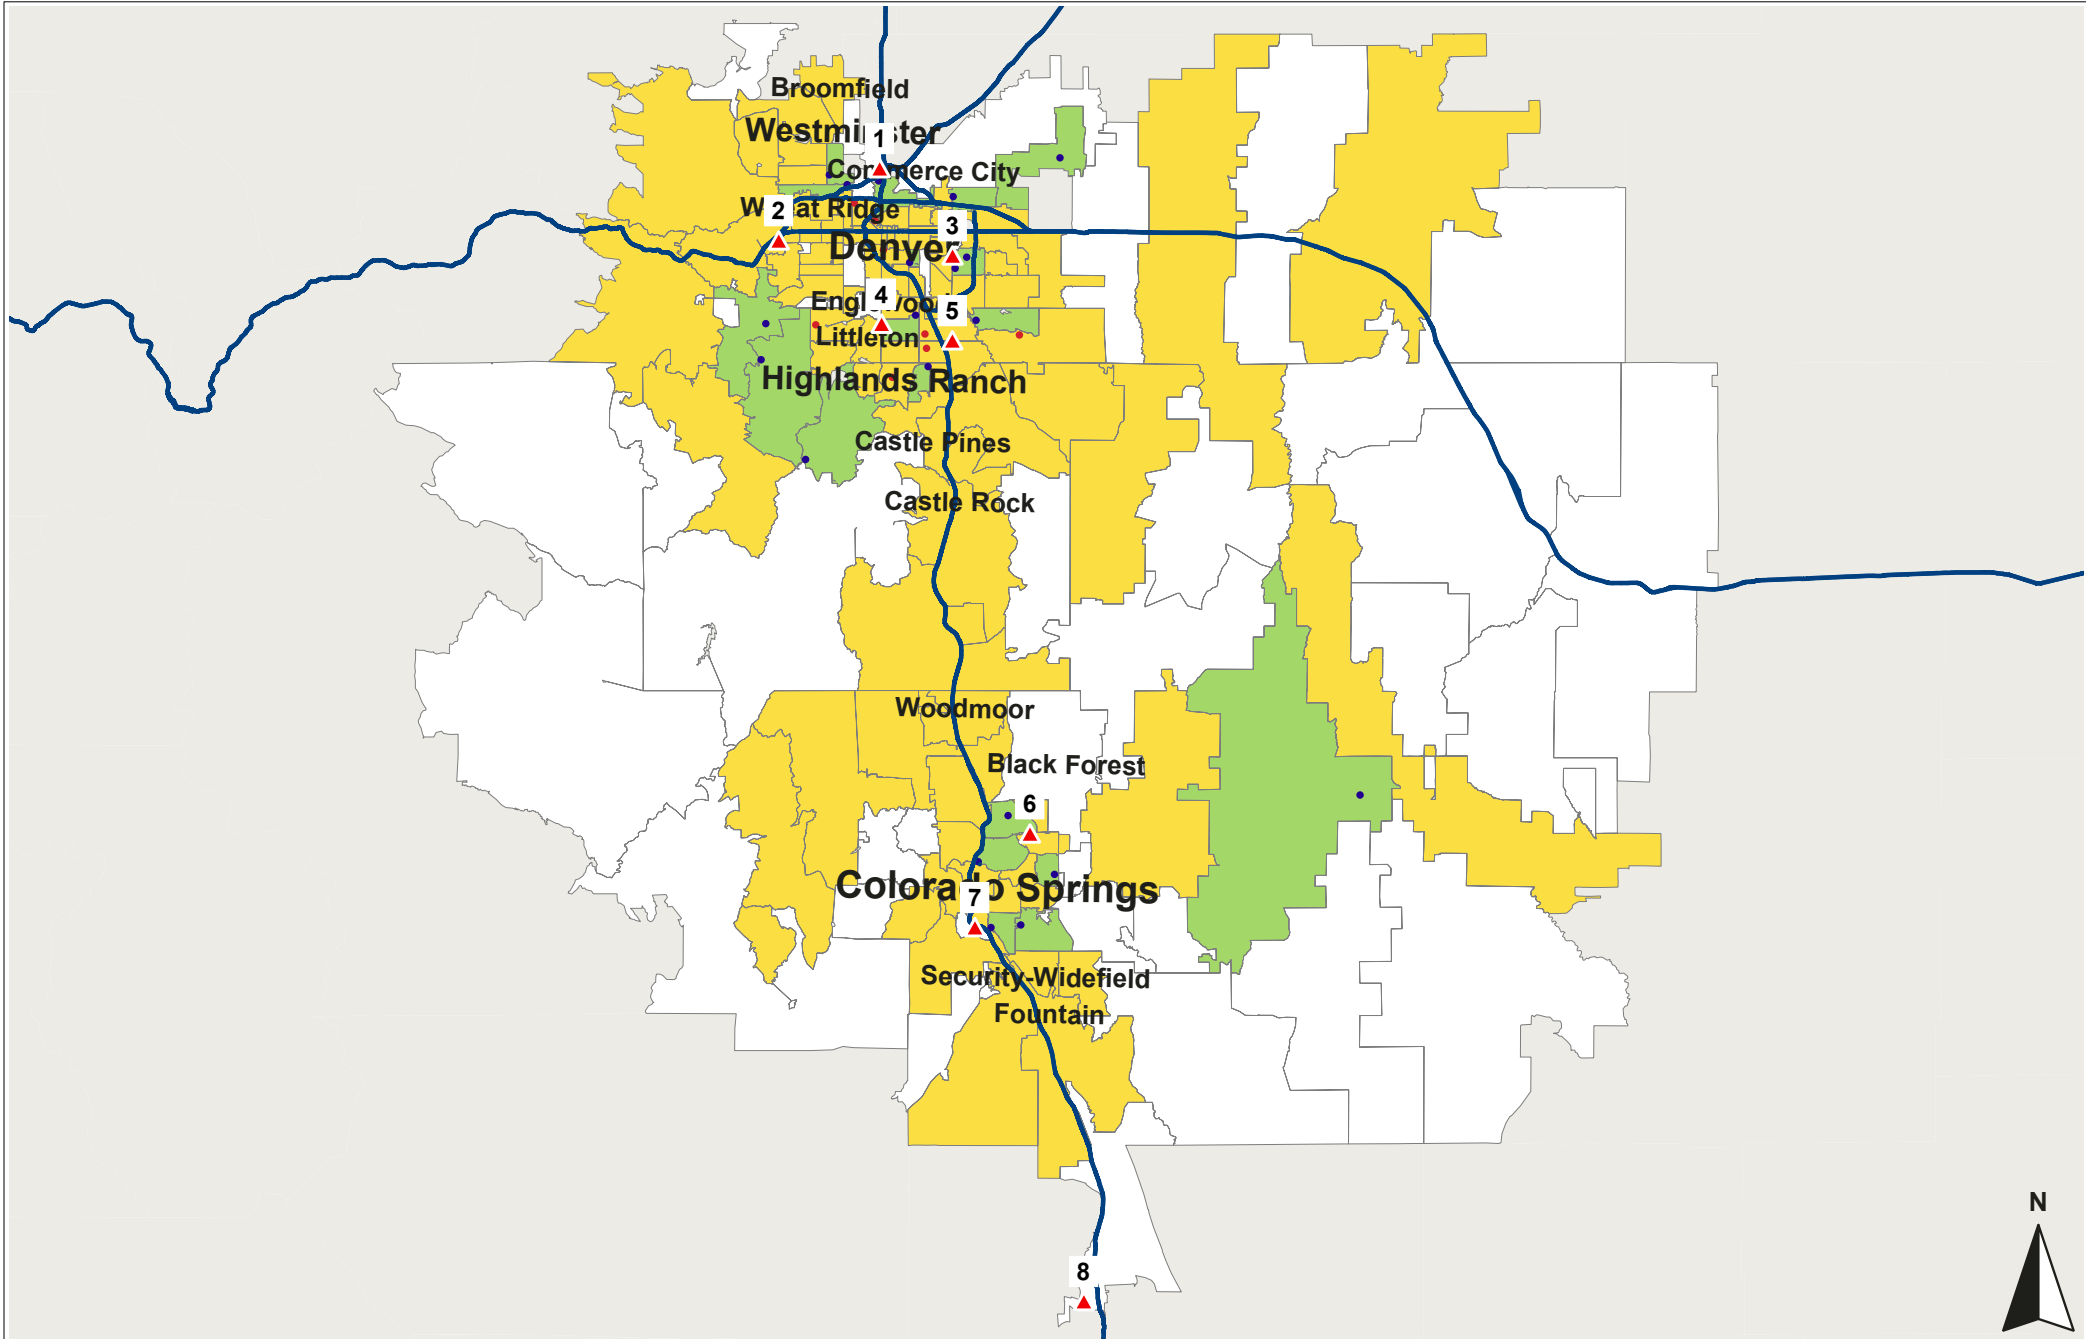 Broomfield
Westminster
1
Commerce City
2
Wheat Ridge
3
Denver
4
Englewood
5
Littleton
Highlands Ranch
Castle Pines
Castle Rock
Woodmoor
Black Forest
6
Colorado Springs
7
Security-Widefield
Fountain
N
8